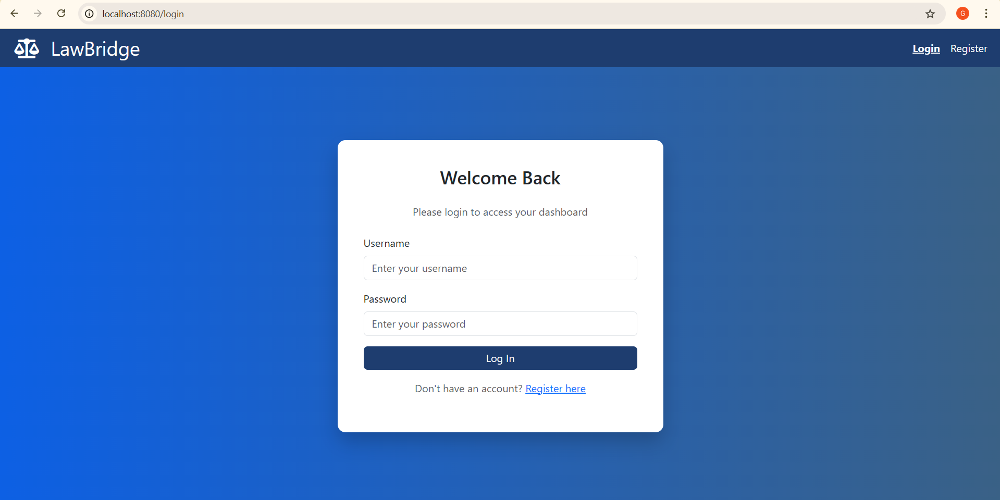 localhost:8080/login
G
LawBridge
Login Register
Welcome Back
Please login to access your dashboard
Username
Enter your username
Password
Enter your password
Log In
Don't have an account? Register here